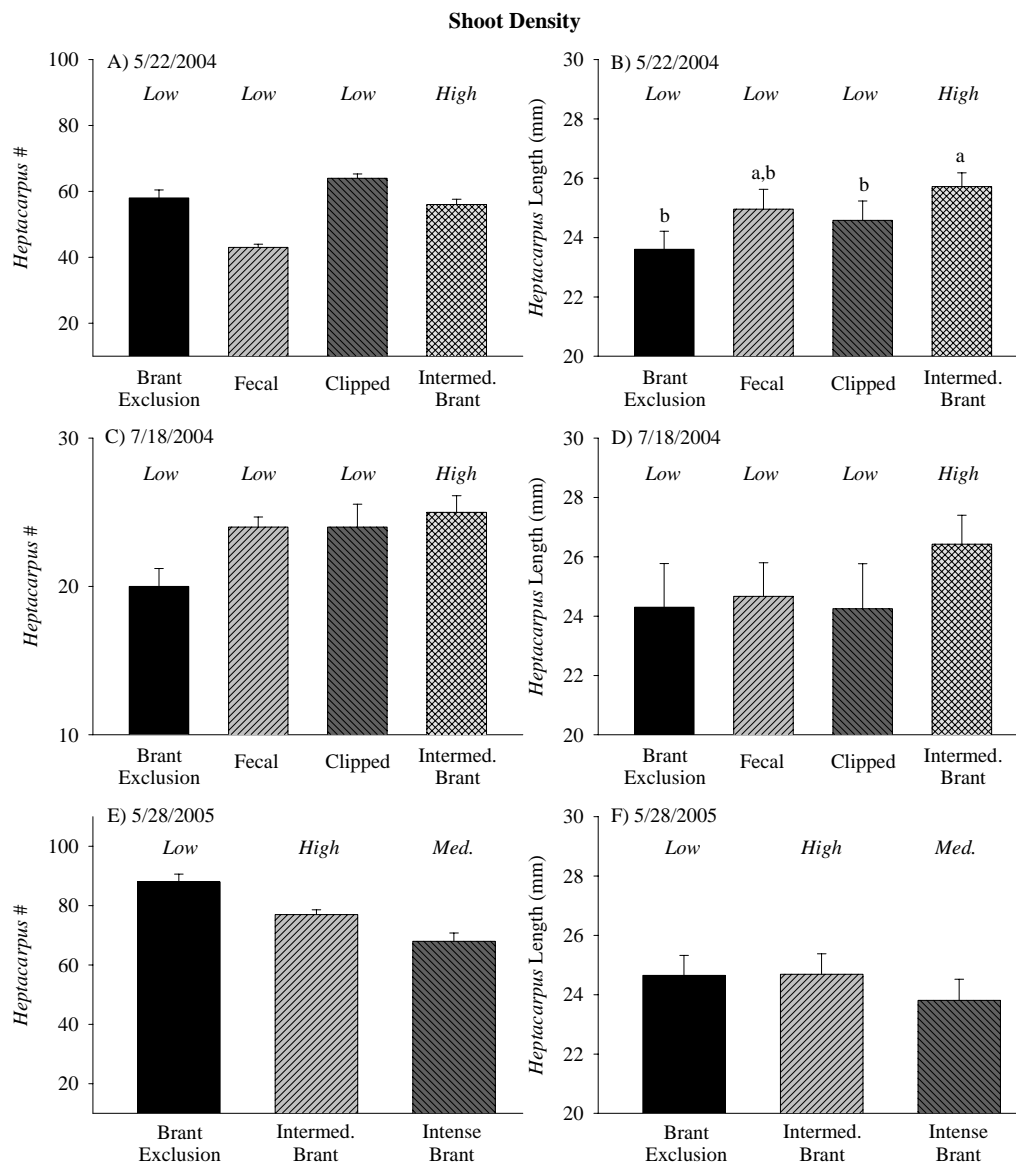 Shoot Density
A) 5/22/2004
Low Low Low High
100
80
60
40
20
Heptacarpus #
Brant Exclusion
Fecal
Clipped
Intermed. Brant
B) 5/22/2004
Low Low Low High
30
28
26
24
22
20
Heptacarpus Length (mm)
b
a,b
b
a
Brant Exclusion
Fecal
Clipped
Intermed. Brant
C) 7/18/2004
Low Low Low High
30
20
10
Heptacarpus #
Brant Exclusion
Fecal
Clipped
Intermed. Brant
D) 7/18/2004
Low Low Low High
30
28
26
24
22
20
Heptacarpus Length (mm)
Brant Exclusion
Fecal
Clipped
Intermed. Brant
E) 5/28/2005
Low High Med.
100
80
60
40
20
Heptacarpus #
Brant Exclusion
Intermed. Brant
Intense Brant
F) 5/28/2005
Low High Med.
30
28
26
24
22
20
Heptacarpus Length (mm)
Brant Exclusion
Intermed. Brant
Intense Brant